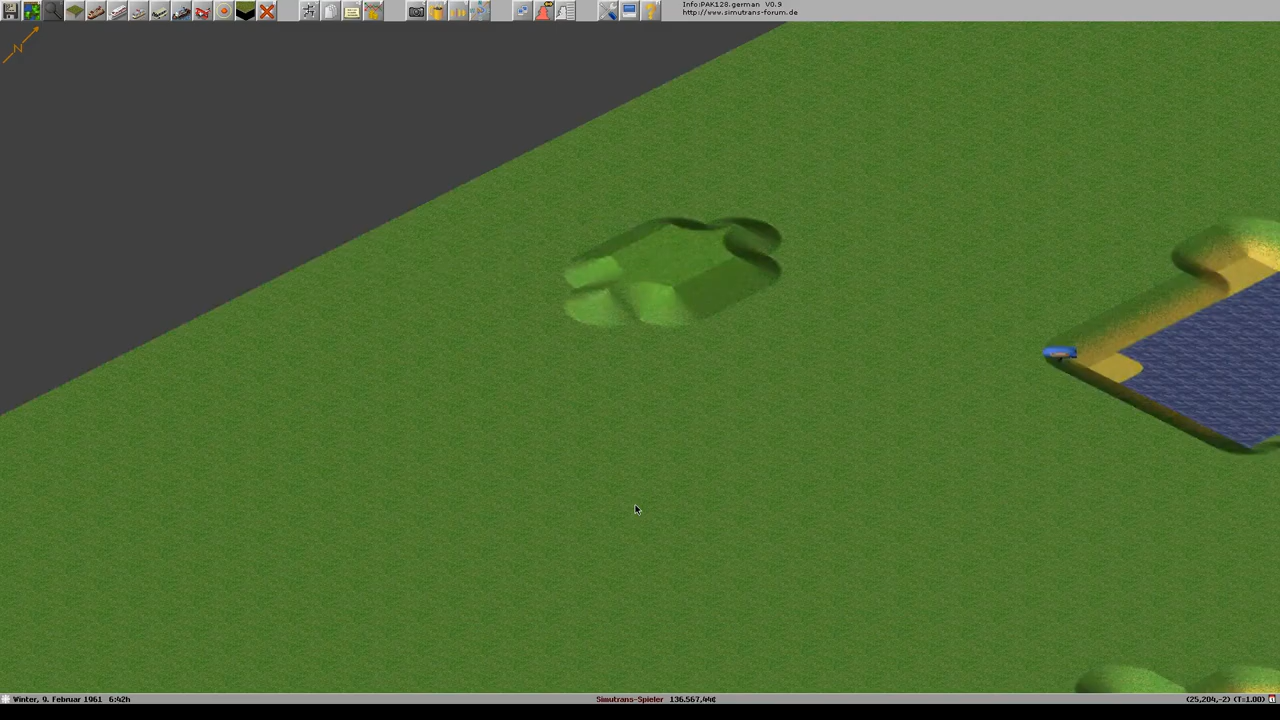 Info:PAK128.german V0.9
http://www.simutrans-forum.de
N
Winter, 9. Februar 1961 6:42h
Simutrans-Spieler 136.567,44¢
(25,204,-2) (T=1.00)